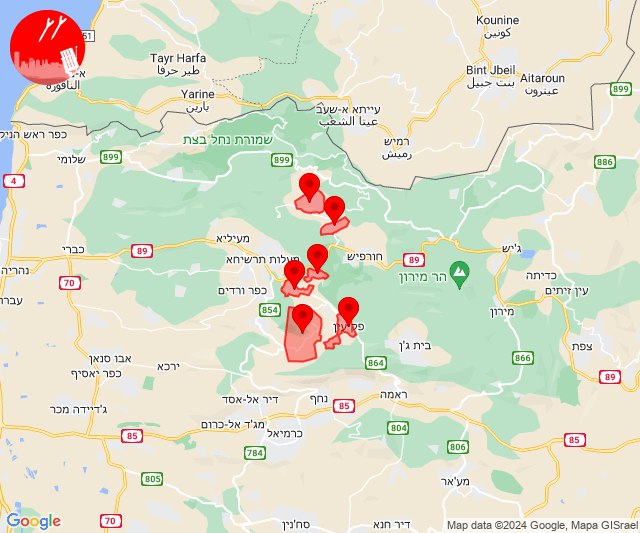 Kounine
كونين
Tayr Harfa
طير حرفا
Bint Jbeil
بنت جبيل
Aitaroun
عيترون
51
א-
الناقورة
Yarine
يارين
עייתא א-שעב
عيتا الشعب
899
כפר ראש הניקרה
שמורת נחל בצת
רמיש
رميش
שלומי
899
899
886
4
מעיליא
כברי
89
ג'יש
חורפיש
89
מעלות תרשיחא
נהריה
70
הר מירון
כדיתה
כפר ורדים
עין זיתים
854
מירון
פקיעין
צפת
בית ג'ן
אבו סנאן
ירכא
864
866
כפר יאסיף
89
ראמה
נחף
דיר אל-אסד
ג'דיידה מכר
85
מג'ד אל-כרום
85
כרמיאל
804
85
784
806
805
מע'אר
70
סח'נין
דיר חנא
Google
Map data ©2024 Google, Mapa GISrael